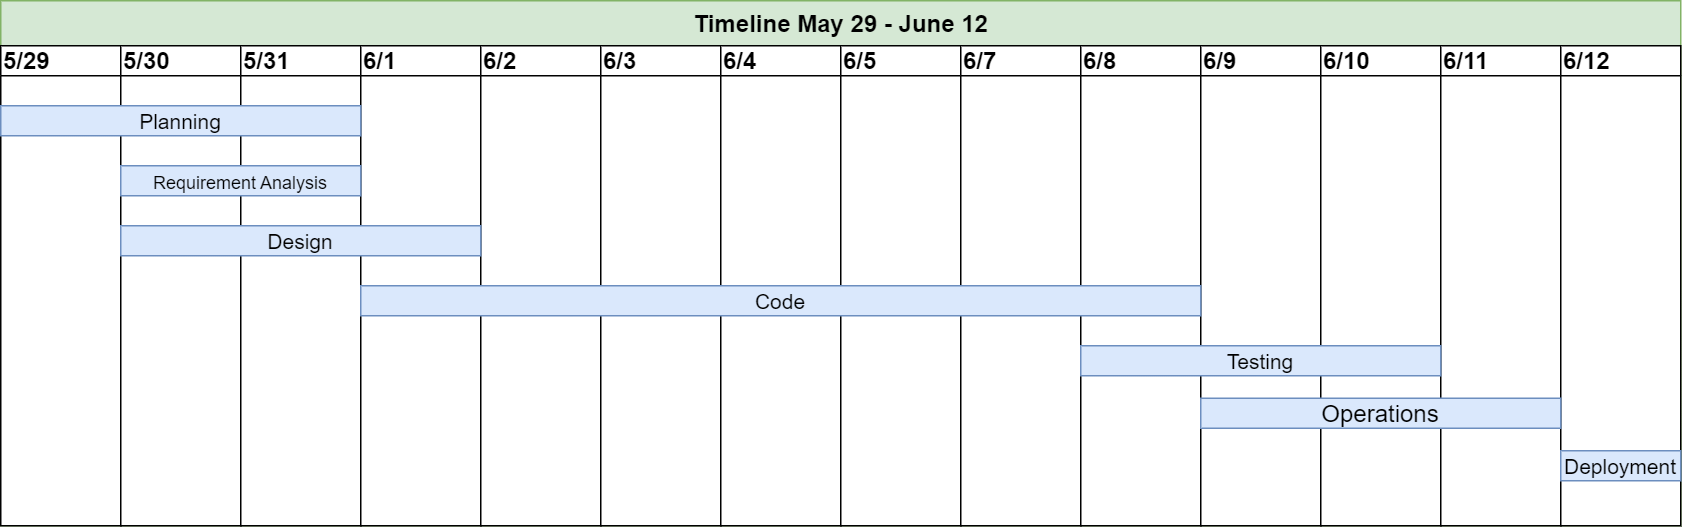 Timeline May 29 - June 12
5/29 5/30 5/31 6/1 6/2 6/3 6/4 6/5 6/7 6/8 6/9 6/10 6/11 6/12
Planning
Requirement Analysis
Design
Code
Testing
Operations
Deployment